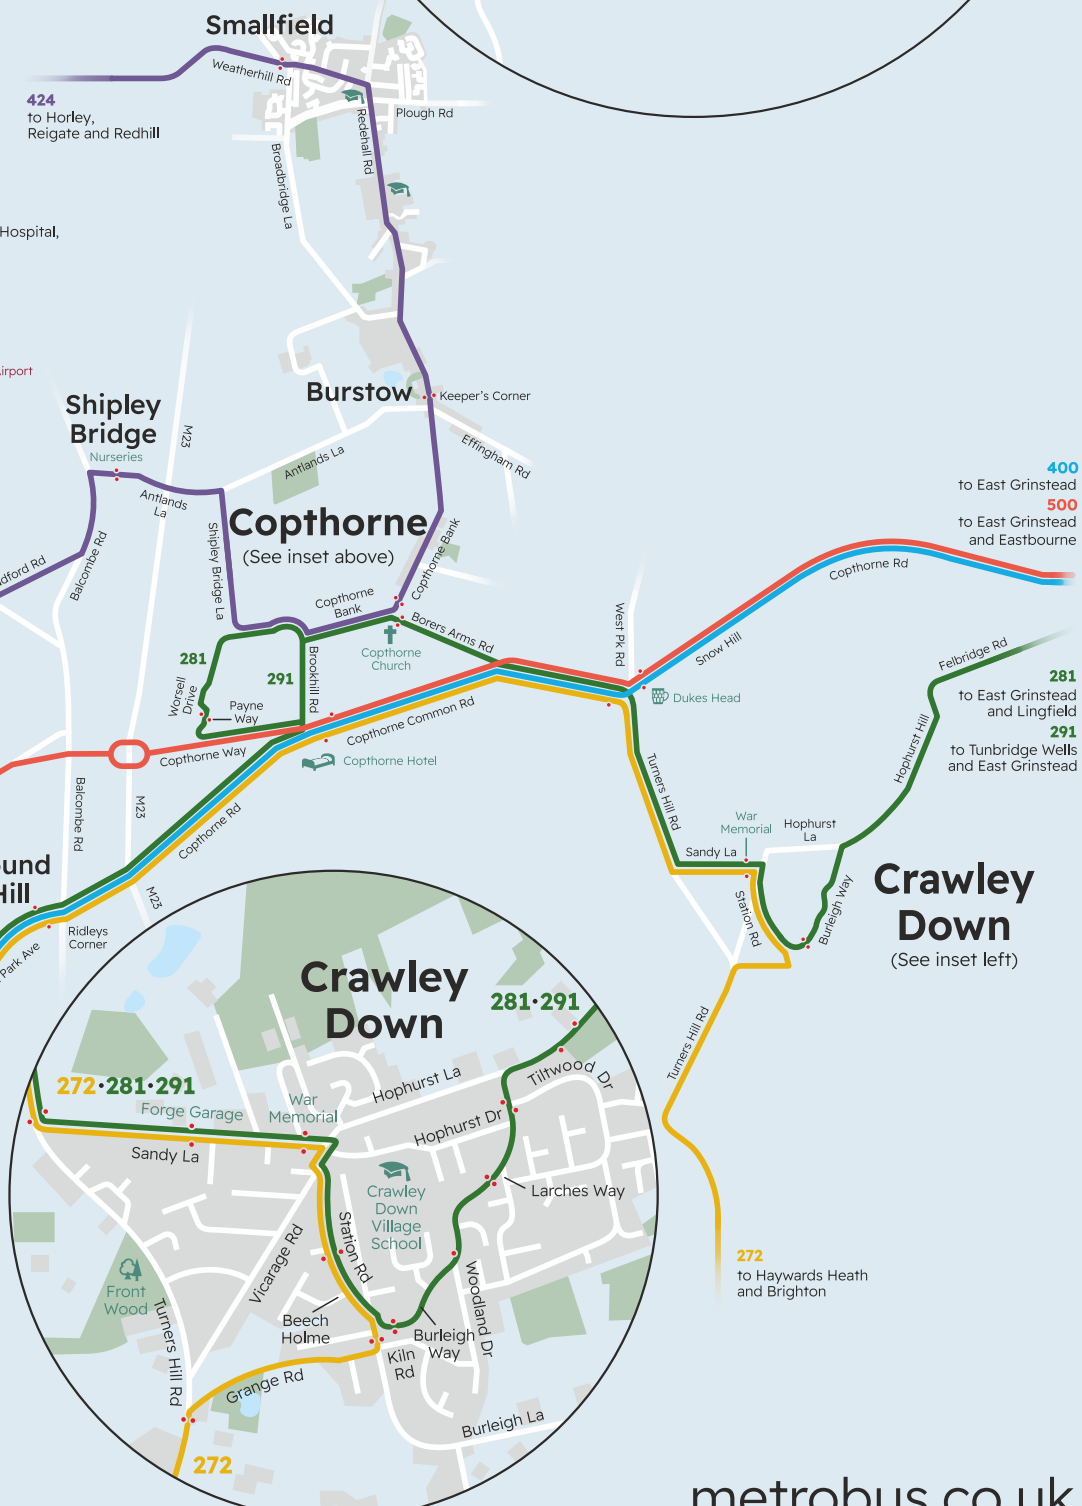 Smallfield
Weatherhill Rd
424
to Horley,
Reigate and Redhill
Plough Rd
Redehall Rd
Broadbridge La
Hospital,
Airport
Shipley
Bridge
Nurseries
M23
Burstow
Keeper's Corner
Effingham Rd
Antlands La
Antlands
La
Copthorne
(See inset above)
400
to East Grinstead
500
to East Grinstead
and Eastbourne
Copthorne Rd
Balcombe Rd
Shipley Bridge La
Copthorne Bank
Copthorne
Bank
Borers Arms Rd
Copthorne
Church
West Pk Rd
Snow Hill
Felbridge Rd
281
to East Grinstead
and Lingfield
291
to Tunbridge Wells
and East Grinstead
281
291
Brookhill Rd
Worsell
Drive
Payne
Way
Dukes Head
Copthorne Common Rd
Copthorne Way
Copthorne Hotel
Hophurst Hill
Turners Hill Rd
Balcombe Rd
M23
Copthorne Rd
War
Memorial
Hophurst
La
Sandy La
ound
Hill
M23
Ridleys
Corner
Park Ave
Station Rd
Burleigh Way
Crawley
Down
(See inset left)
Turners Hill Rd
272
to Haywards Heath
and Brighton
Crawley
Down
281·291
272·281·291
Forge Garage
War
Memorial
Hophurst La
Tiltwood Dr
Hophurst Dr
Sandy La
Crawley
Down
Village
School
Larches Way
Station Rd
Vicarage Rd
Front
Wood
Turners Hill Rd
Beech
Holme
Woodland Dr
Burleigh
Way
Kiln
Rd
Grange Rd
Burleigh La
272
metrobus.co.uk